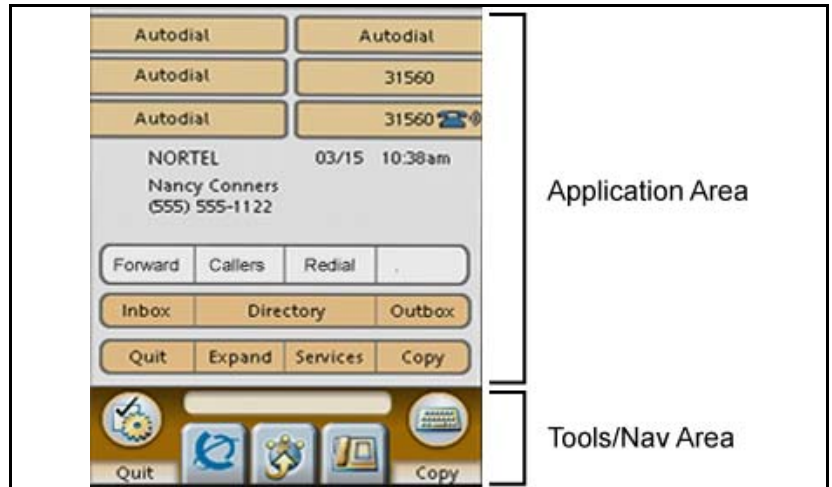 Autodial Autodial
Autodial 31560
Autodial 31560
NORTEL 03/15 10:38am
Nancy Conners
(555) 555-1122
Forward Callers Redial .
Inbox Directory Outbox
Quit Expand Services Copy
Quit Copy
Application Area
Tools/Nav Area